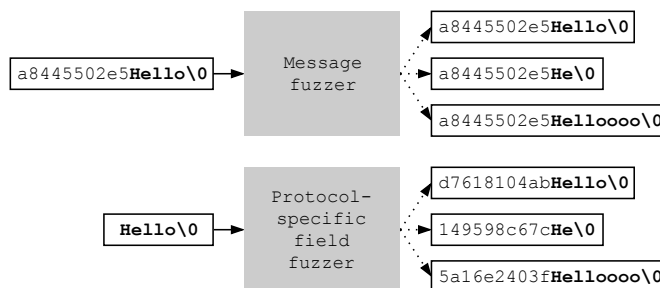 a8445502e5Hello\0
Message
fuzzer
a8445502e5Hello\0
a8445502e5He\0
a8445502e5Helloooo\0
Hello\0
Protocol-
specific
field
fuzzer
d7618104abHello\0
149598c67cHe\0
5a16e2403fHelloooo\0